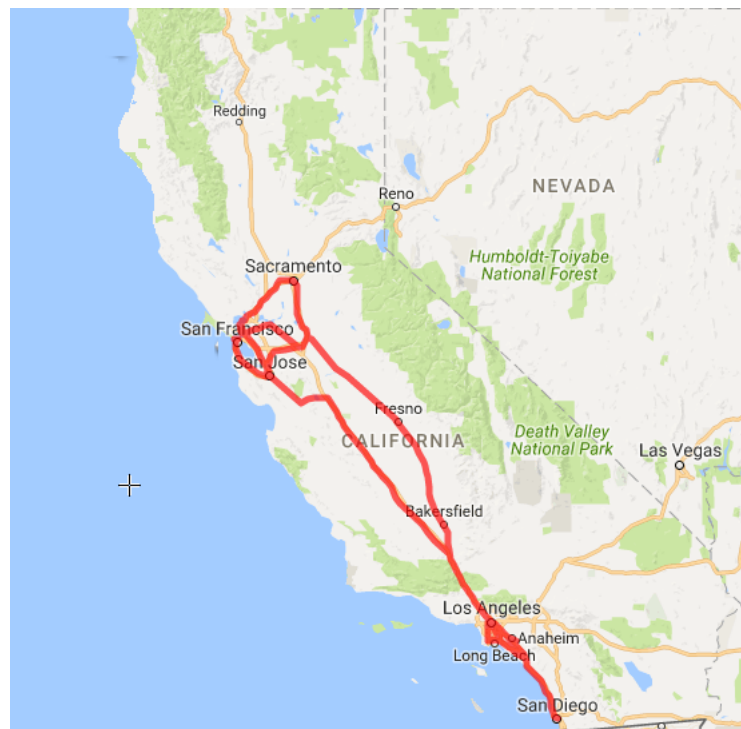 Redding
Reno
NEVADA
Humboldt-Toiyabe
National Forest
Sacramento
San Francisco
San Jose
Fresno
CALIFORNIA
Death Valley
National Park
Las Vegas
Bakersfield
Los Angeles
Anaheim
Long Beach
San Diego